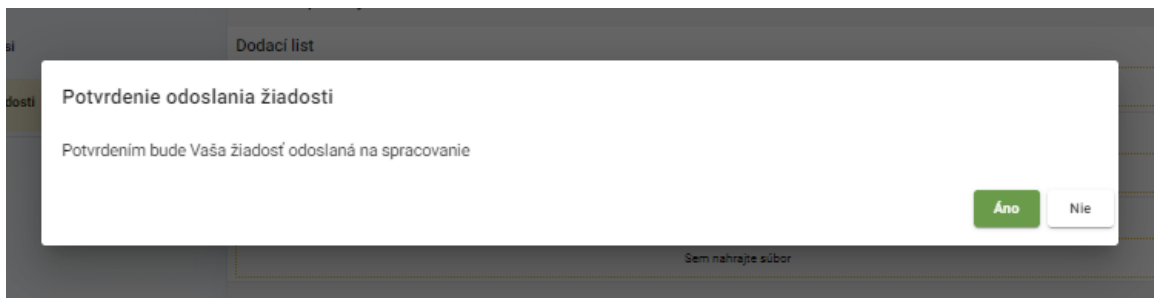 si
Dodací list
dosti
Potvrdenie odoslania žiadosti
Potvrdením bude Vaša žiadosť odoslaná na spracovanie
Áno
Nie
Sem nahrajte súbor